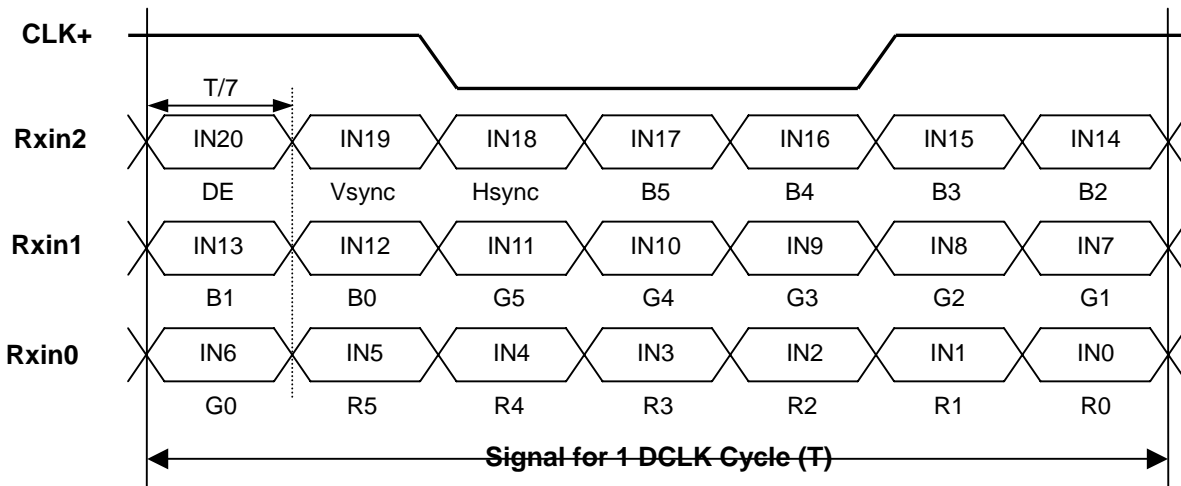 CLK+
T/7
Rxin2 IN20 IN19 IN18 IN17 IN16 IN15 IN14
DE Vsync Hsync B5 B4 B3 B2
Rxin1 IN13 IN12 IN11 IN10 IN9 IN8 IN7
B1 B0 G5 G4 G3 G2 G1
Rxin0 IN6 IN5 IN4 IN3 IN2 IN1 IN0
G0 R5 R4 R3 R2 R1 R0
Signal for 1 DCLK Cycle (T)